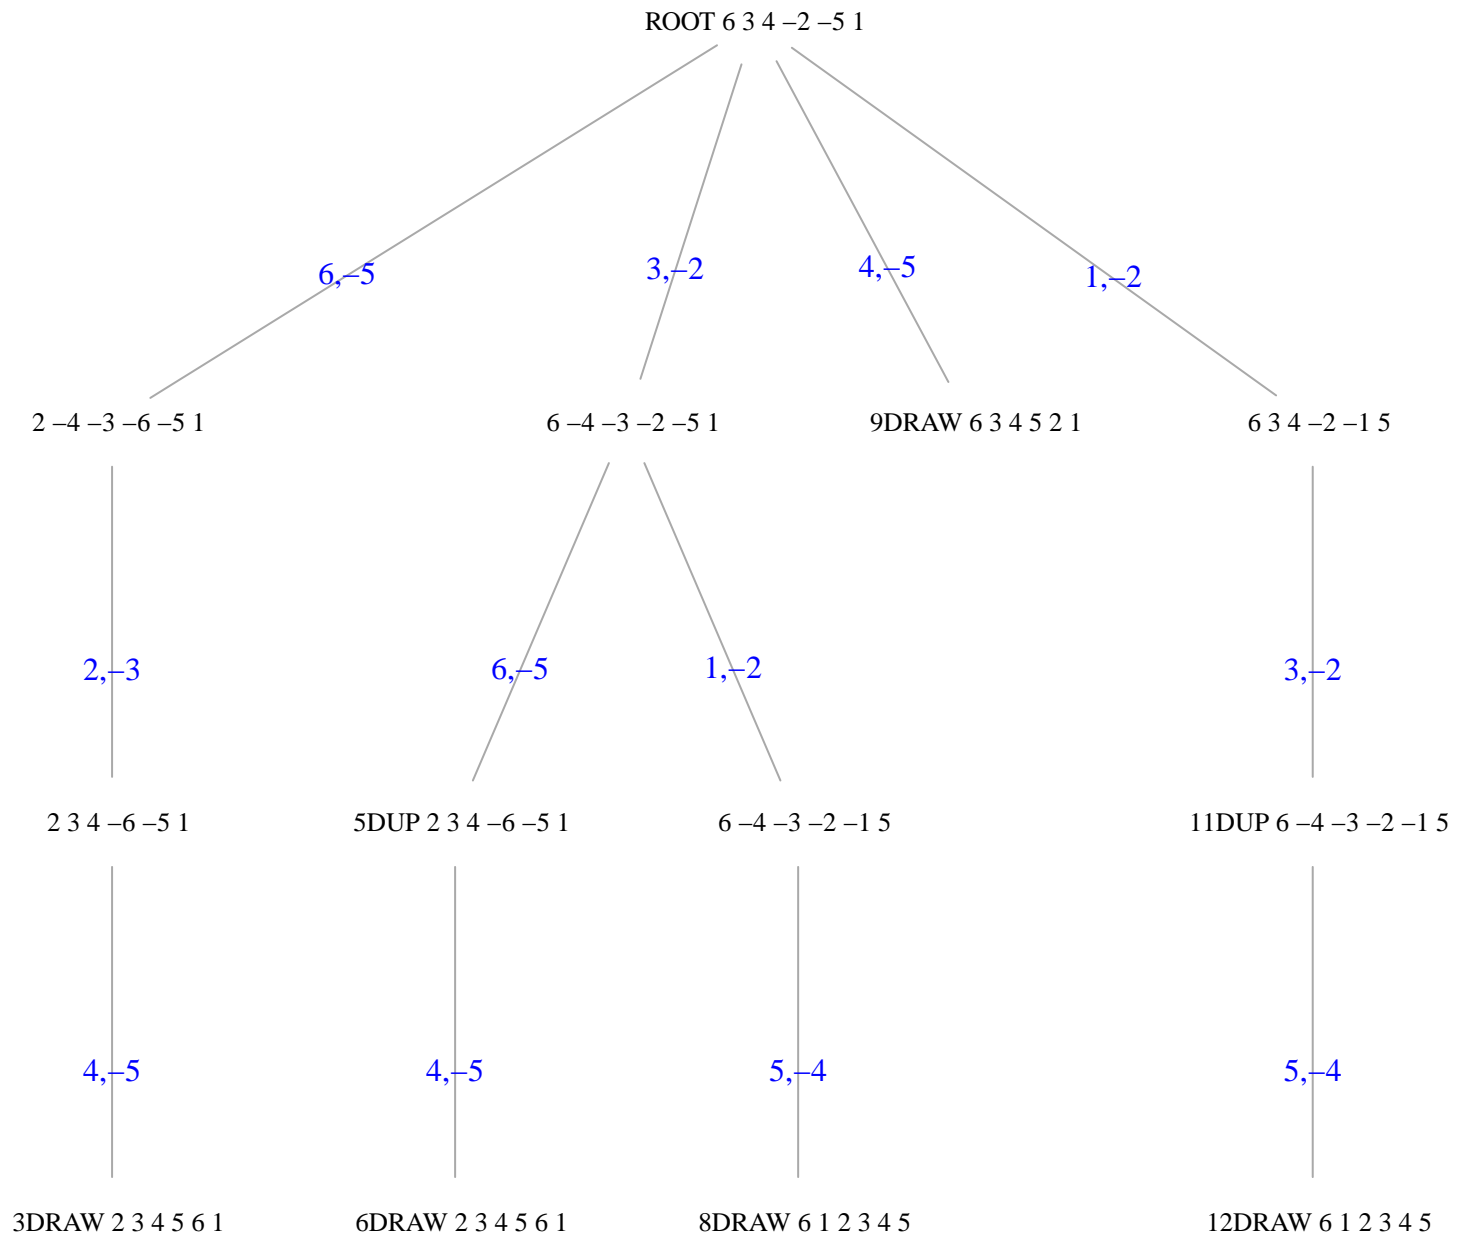 ROOT 6 3 4 –2 –5 1
6,–5
3,–2
4,–5
1,–2
2 –4 –3 –6 –5 1
6 –4 –3 –2 –5 1
9DRAW 6 3 4 5 2 1
6 3 4 –2 –1 5
2,–3
6,–5
1,–2
3,–2
2 3 4 –6 –5 1
5DUP 2 3 4 –6 –5 1
6 –4 –3 –2 –1 5
11DUP 6 –4 –3 –2 –1 5
4,–5
4,–5
5,–4
5,–4
3DRAW 2 3 4 5 6 1
6DRAW 2 3 4 5 6 1
8DRAW 6 1 2 3 4 5
12DRAW 6 1 2 3 4 5